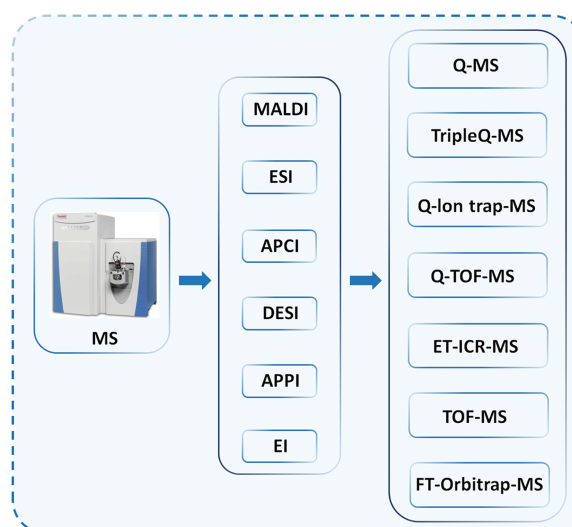 MS
MALDI
ESI
APCI
DESI
APPI
EI
Q-MS
TripleQ-MS
Q-lon trap-MS
Q-TOF-MS
ET-ICR-MS
TOF-MS
FT-Orbitrap-MS